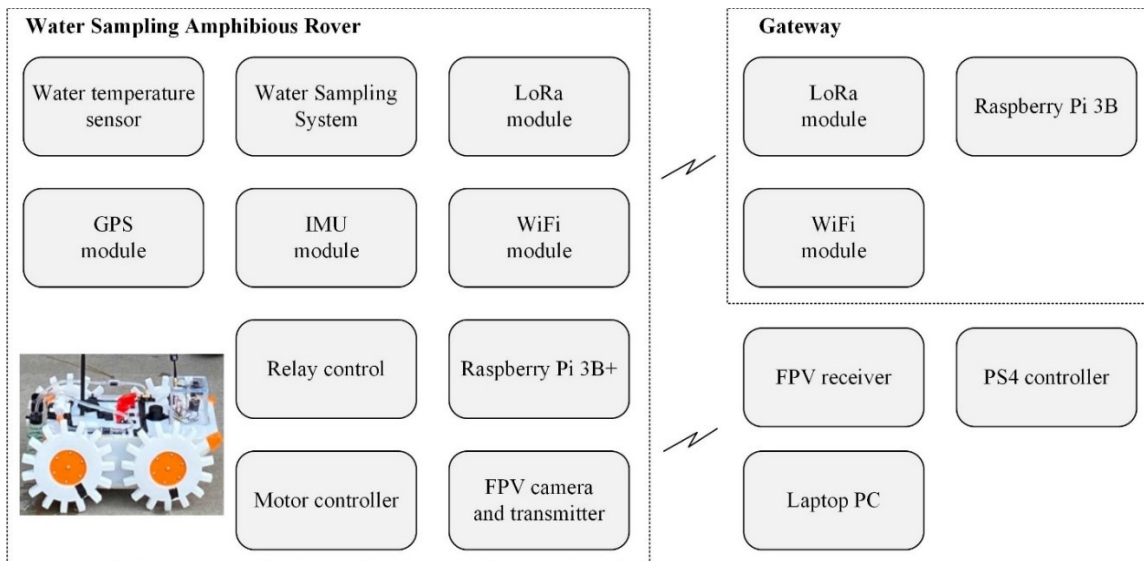 Water Sampling Amphibious Rover
Water temperature
sensor
Water Sampling
System
LoRa
module
GPS
module
IMU
module
WiFi
module
Relay control
Raspberry Pi 3B+
Motor controller
FPV camera
and transmitter
Gateway
LoRa
module
Raspberry Pi 3B
WiFi
module
FPV receiver
PS4 controller
Laptop PC